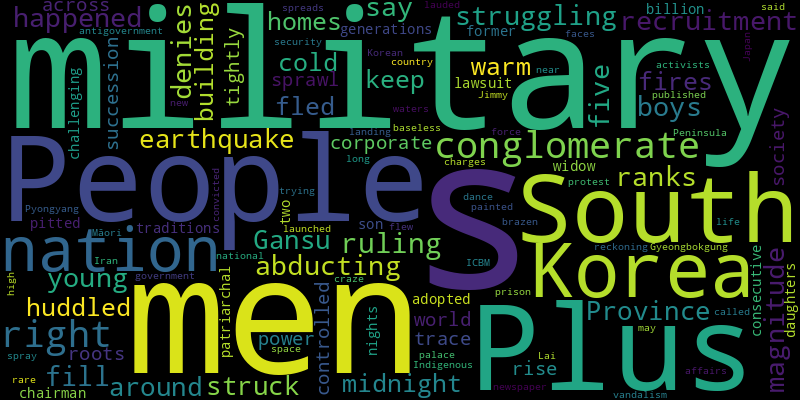 across
happened
antigovernment
military
denies
building
tightly
homes
say
generations
spreads
lauded
former
struggling
billion
said
recruitment
security
Korean
faces
cold
warm
country
near
activists
sprawl
keep
lawsuit
five
fires
Japan
challenging
succession
new
fled
Jimmy
published
waters
boys
earthquake
baseless
force
landing
corporate
conglomerate
Peninsula
society
People
S
long
charges
widow
ranks
Pyongyang
convicted
trying
son
dance
protest
South
pitted
traditions
two
launched
flew
painted
brazen
life
Māori
nation
Gansu
ruling
reckoning
Gyeongbokgung
Iran
national
abducting
ICBM
Korea
consecutive
magnitude
high
young
government
craze
prison
men
patriarchal
controlled
huddled
adopted
Plus
Province
may
called
daughters
right
power
nights
world
roots
space
palace
trace
rise
Lai
spray
Indigenous
rare
fill
around
struck
midnight
newspaper
affairs
chairman
vandalism